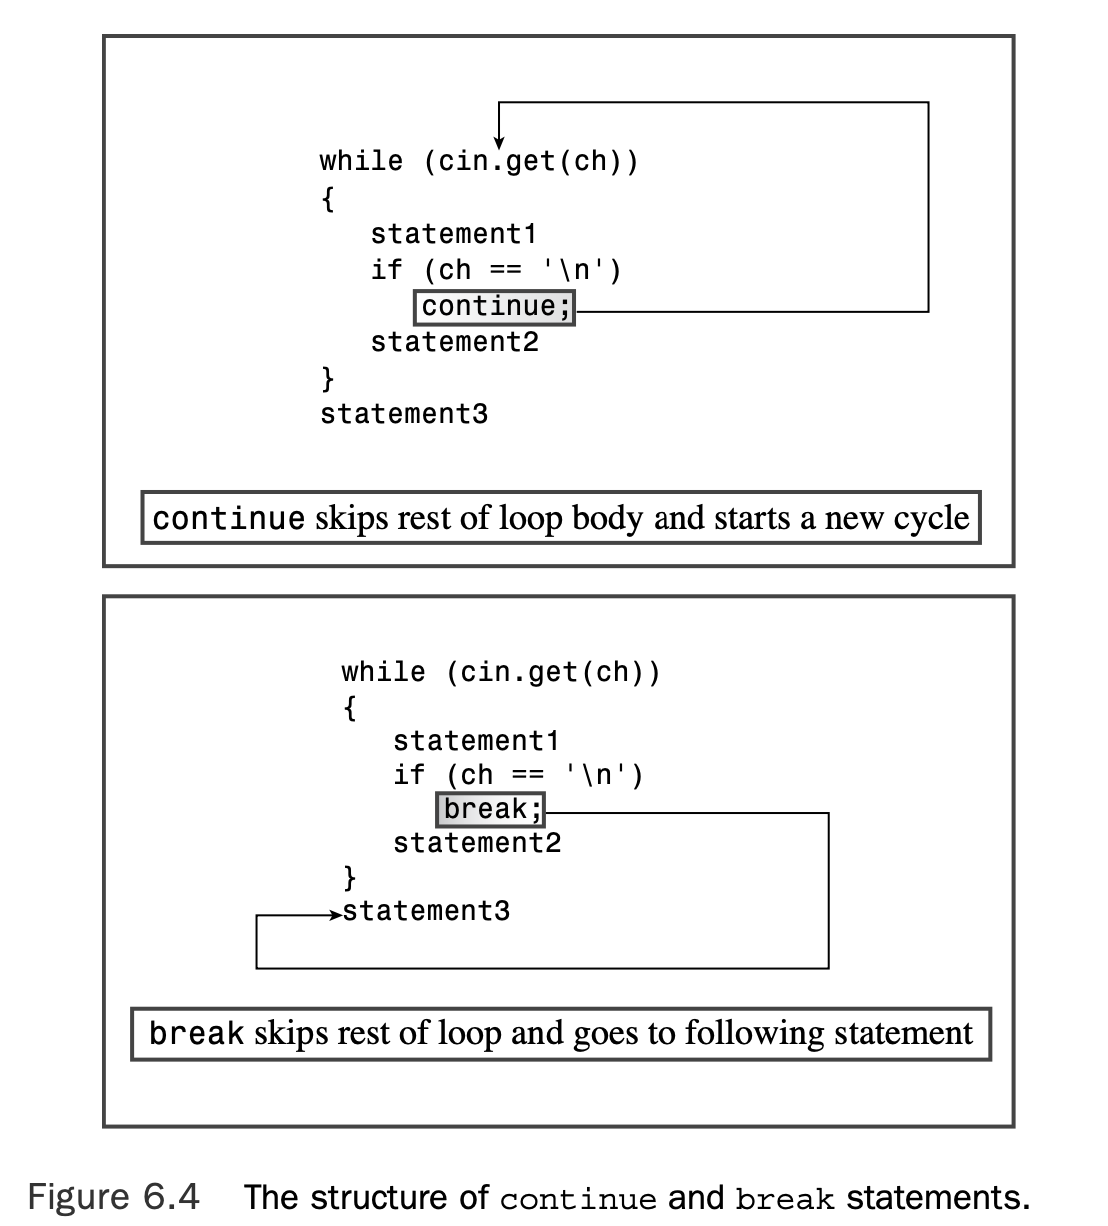 while (cin.get(ch))
{
statement1
if (ch == '\n')
continue;
statement2
}
statement3
continue skips rest of loop body and starts a new cycle
while (cin.get(ch))
{
statement1
if (ch == '\n')
break;
statement2
}
statement3
break skips rest of loop and goes to following statement
Figure 6.4 The structure of continue and break statements.